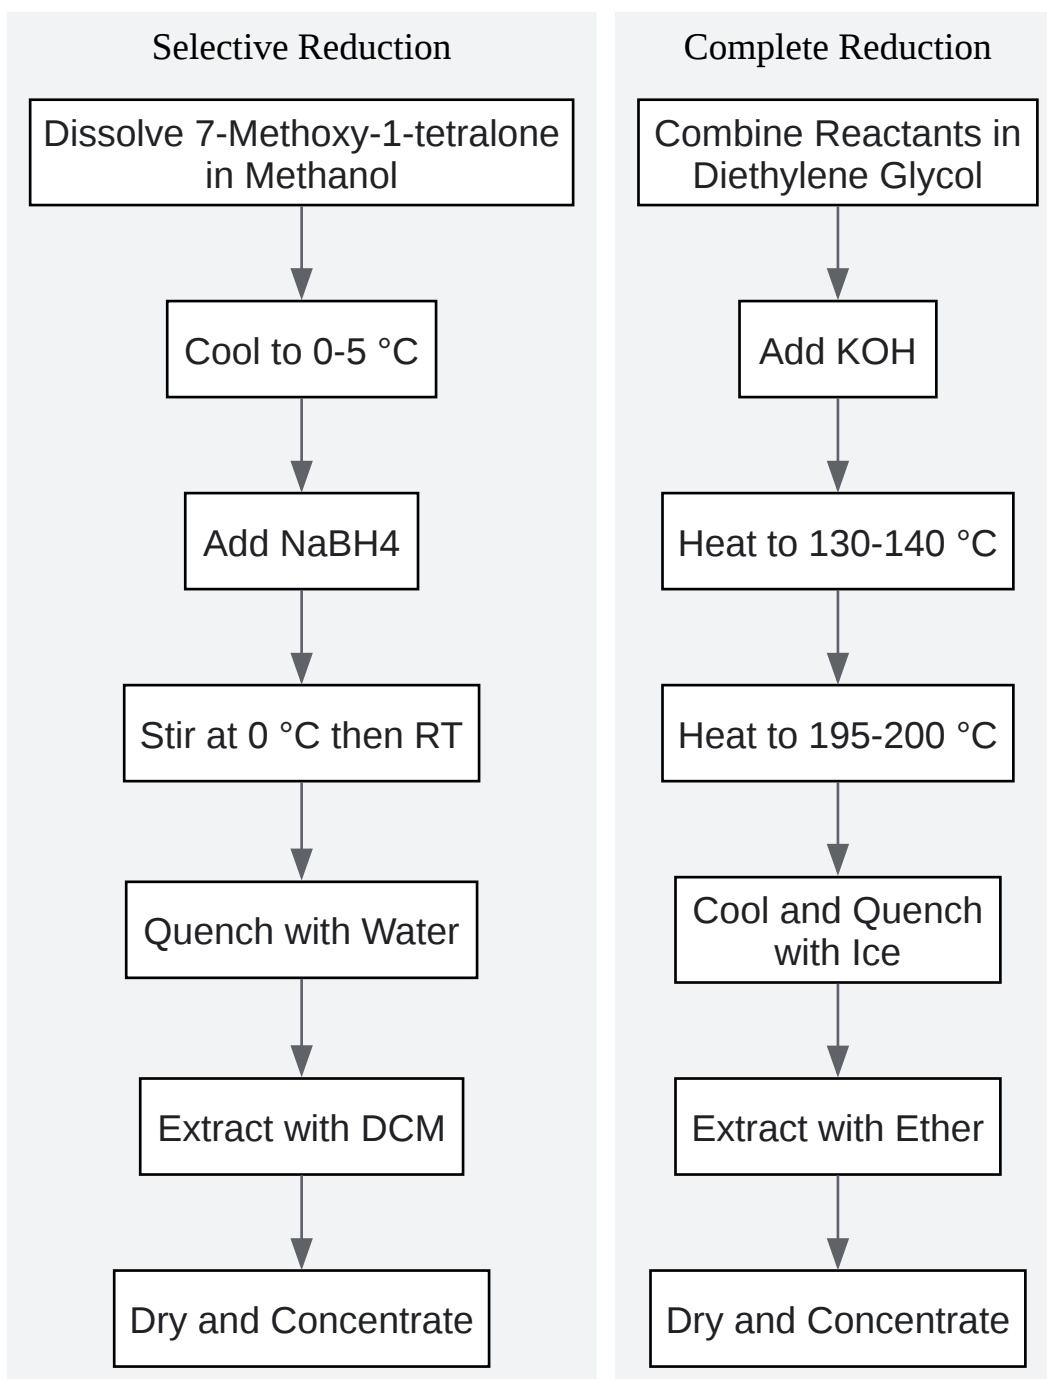 Selective Reduction
Dissolve 7-Methoxy-1-tetralone
in Methanol
Cool to 0-5 °C
Add NaBH4
Stir at 0 °C then RT
Quench with Water
Extract with DCM
Dry and Concentrate
Complete Reduction
Combine Reactants in
Diethylene Glycol
Add KOH
Heat to 130-140 °C
Heat to 195-200 °C
Cool and Quench
with Ice
Extract with Ether
Dry and Concentrate